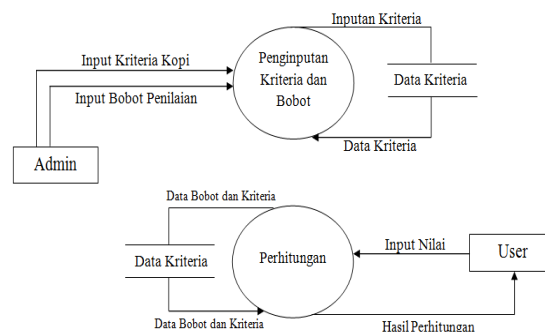 Inputan Kriteria
Input Kriteria Kopi
Penginputan
Kriteria dan
Bobot
Data Kriteria
Input Bobot Penilaian
Data Kriteria
Admin
Data Bobot dan Kriteria
Data Kriteria
Perhitungan
Input Nilai
User
Data Bobot dan Kriteria
Hasil Perhitungan